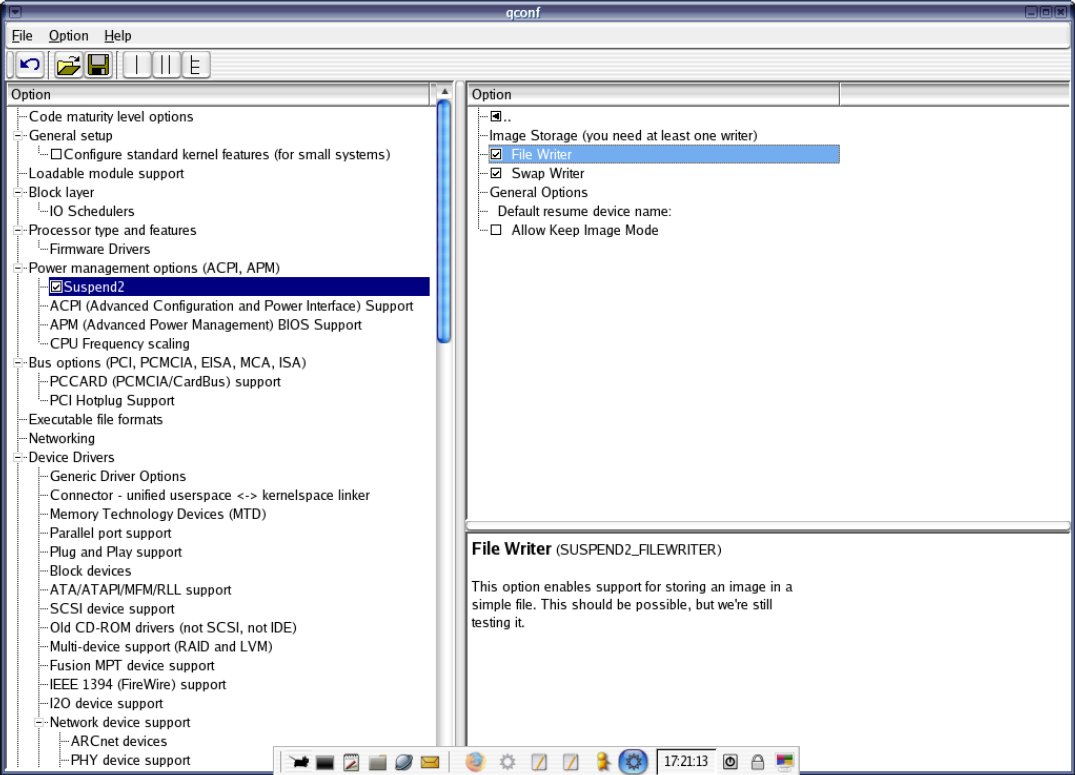 qconf
File Option Help
Option
Code maturity level options
General setup
Configure standard kernel features (for small systems)
Loadable module support
Block layer
IO Schedulers
Processor type and features
Firmware Drivers
Power management options (ACPI, APM)
Suspend2
ACPI (Advanced Configuration and Power Interface) Support
APM (Advanced Power Management) BIOS Support
CPU Frequency scaling
Bus options (PCI, PCMCIA, EISA, MCA, ISA)
PCCARD (PCMCIA/CardBus) support
PCI Hotplug Support
Executable file formats
Networking
Device Drivers
Generic Driver Options
Connector - unified userspace <-> kernelspace linker
Memory Technology Devices (MTD)
Parallel port support
Plug and Play support
Block devices
ATA/ATAPI/MFM/RLL support
SCSI device support
Old CD-ROM drivers (not SCSI, not IDE)
Multi-device support (RAID and LVM)
Fusion MPT device support
IEEE 1394 (FireWire) support
I2O device support
Network device support
ARCnet devices
PHY device support
Option
..
Image Storage (you need at least one writer)
File Writer
Swap Writer
General Options
Default resume device name:
Allow Keep Image Mode
File Writer (SUSPEND2_FILEWRITER)
This option enables support for storing an image in a
simple file. This should be possible, but we're still
testing it.
17:21:13